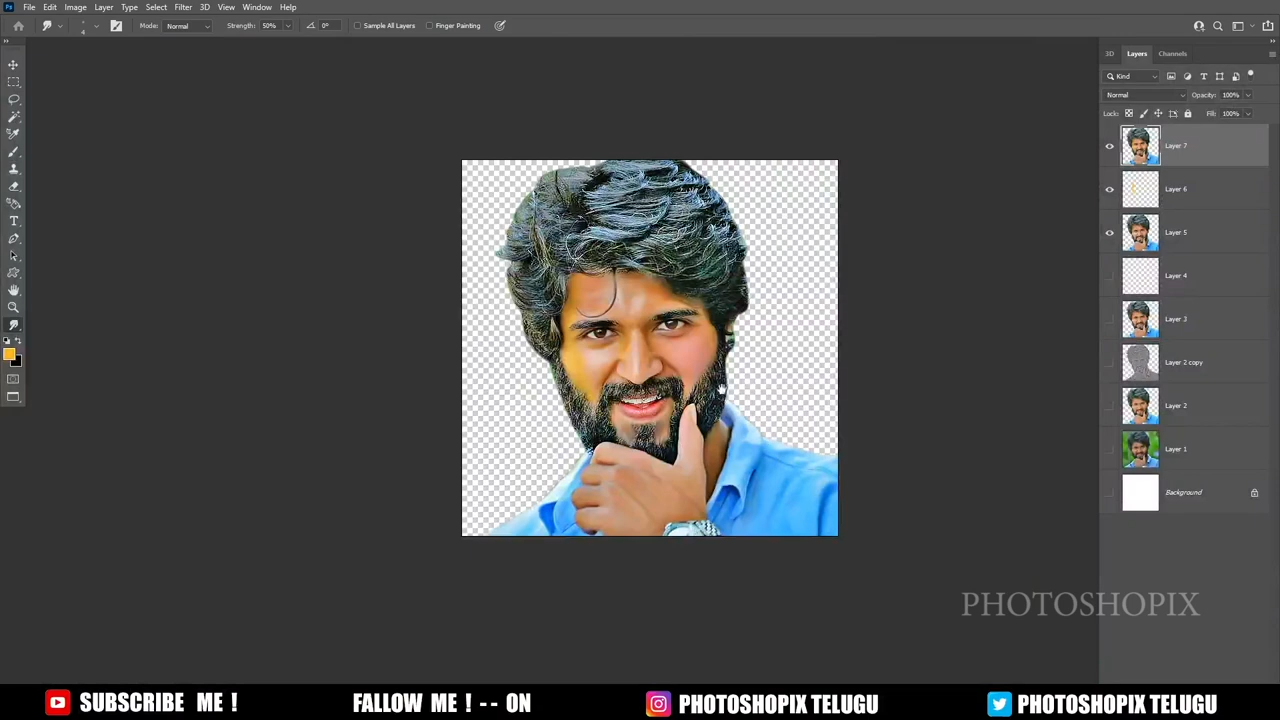 Ps File Edit Image Layer Type Select Filter 3D View Window Help
4 Mode: Normal Strength: 50% 0° Sample All Layers Finger Painting
3D Layers Channels
Kind
Normal Opacity: 100%
Lock: Fill: 100%
Layer 7
Layer 6
Layer 5
Layer 4
Layer 3
Layer 2 copy
Layer 2
Layer 1
Background
PHOTOSHOPIX
SUBSCRIBE ME ! FALLOW ME ! -- ON PHOTOSHOPIX TELUGU PHOTOSHOPIX TELUGU